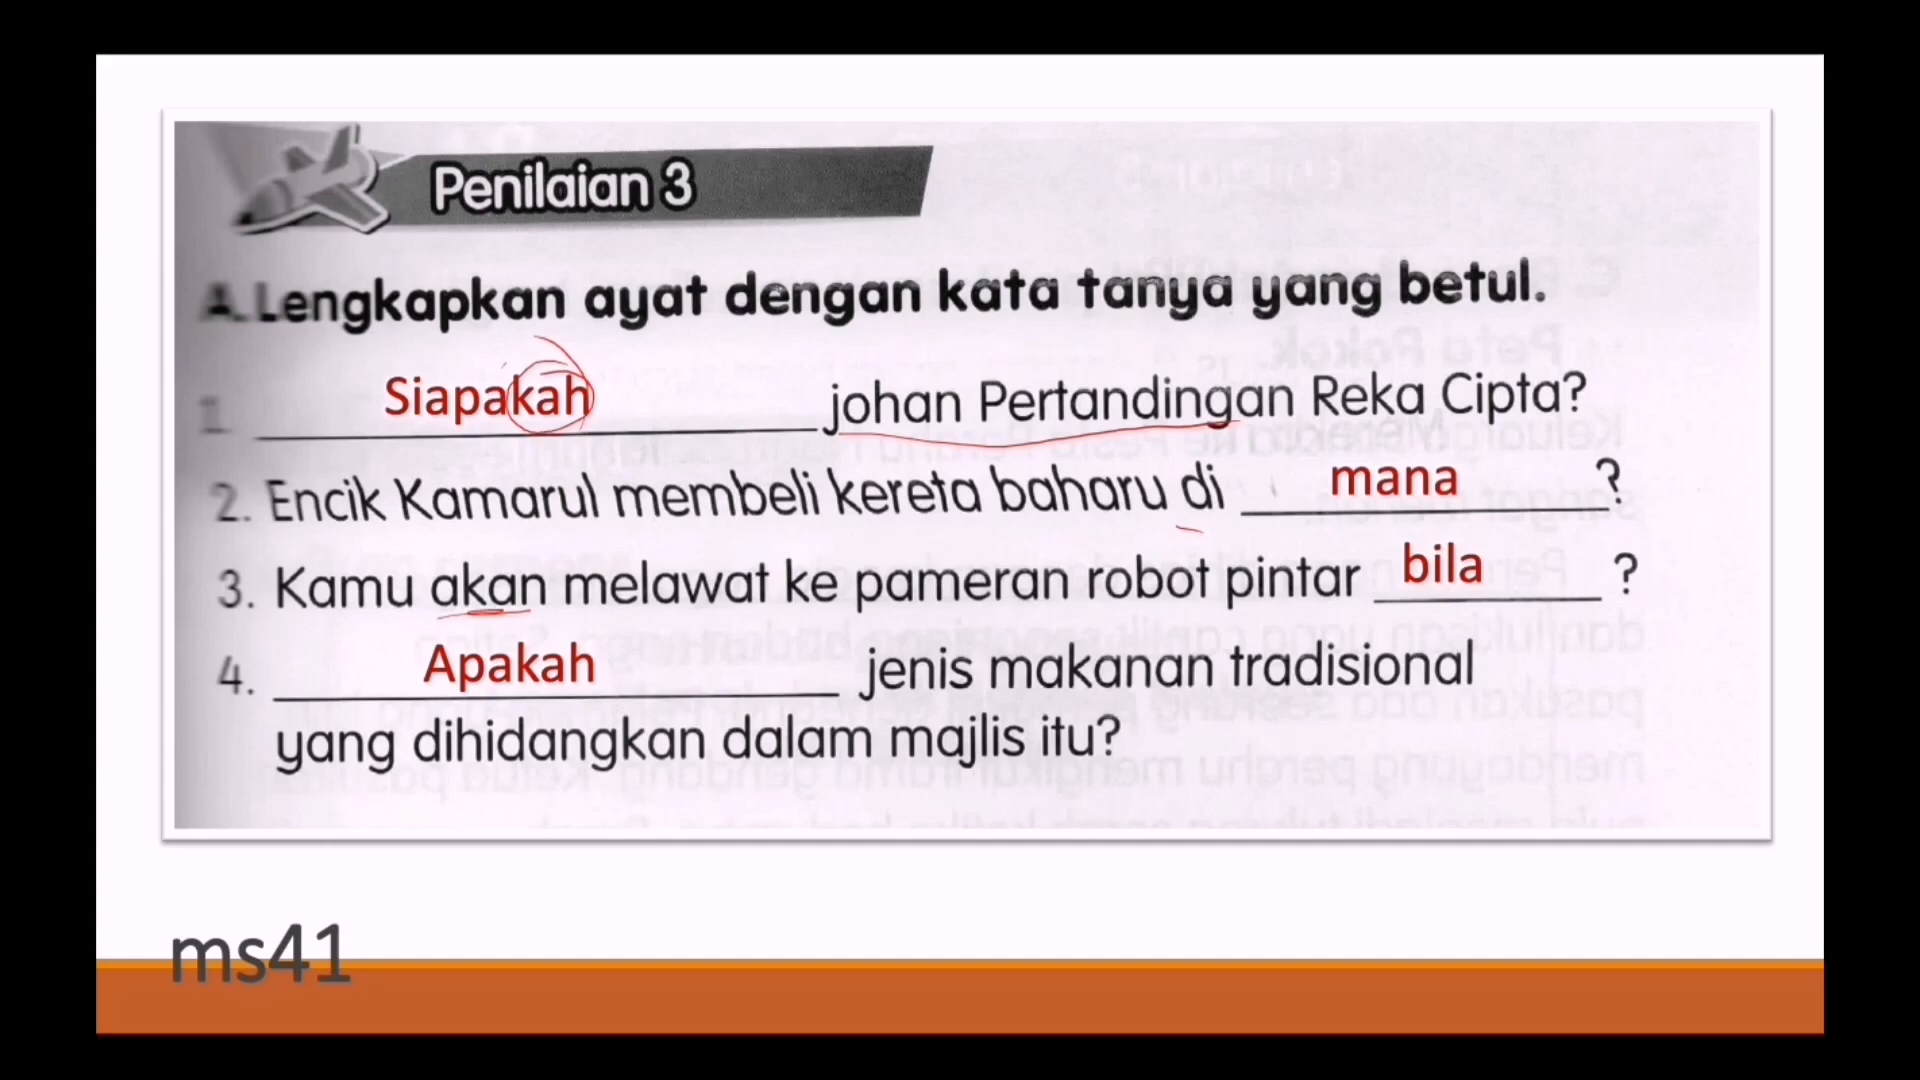 Penilaian 3
A. Lengkapkan ayat dengan kata tanya yang betul.
1. Siapakah johan Pertandingan Reka Cipta?
2. Encik Kamarul membeli kereta baharu di mana ?
3. Kamu akan melawat ke pameran robot pintar bila ?
4. Apakah jenis makanan tradisional
yang dihidangkan dalam majlis itu?
ms41